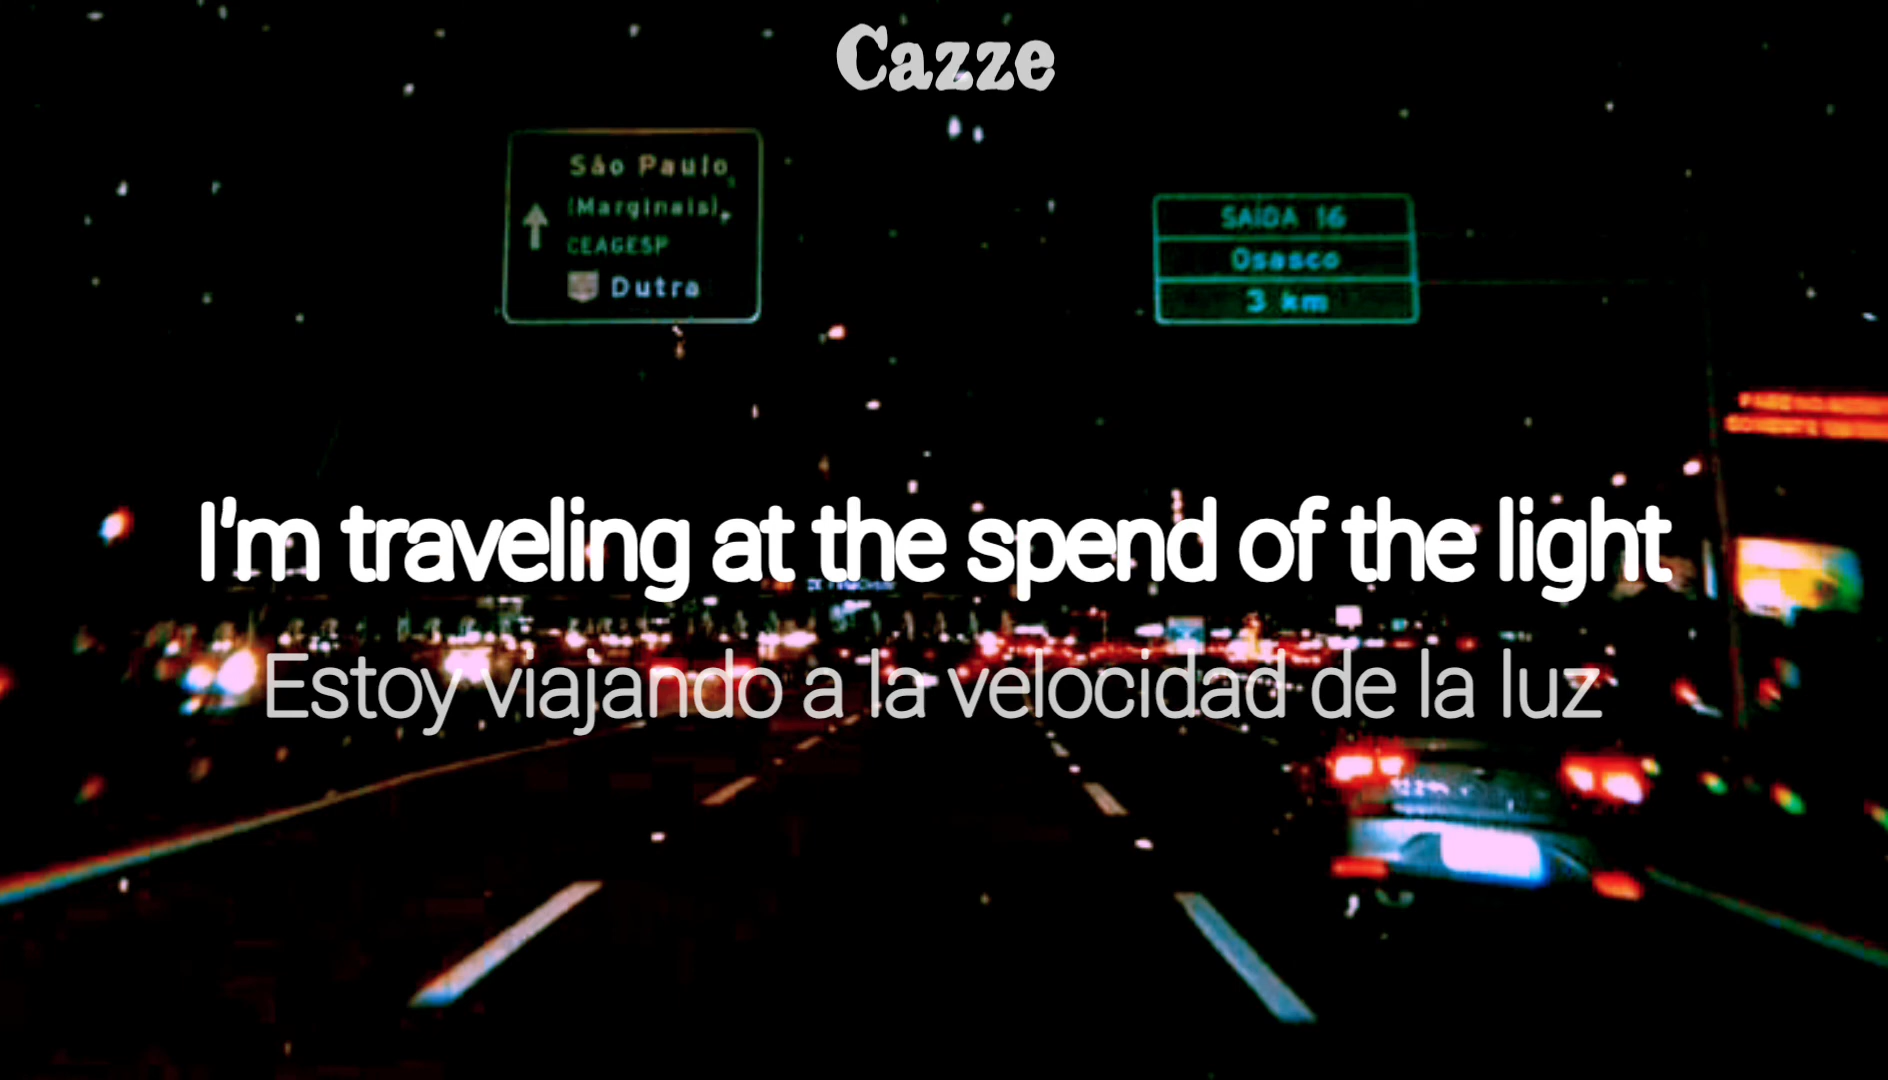 Cazze
São Paulo
(Marginais)
CEAGESP
Dutra
SAÍDA 16
Osasco
3 km
I'm traveling at the spend of the light
Estoy viajando a la velocidad de la luz